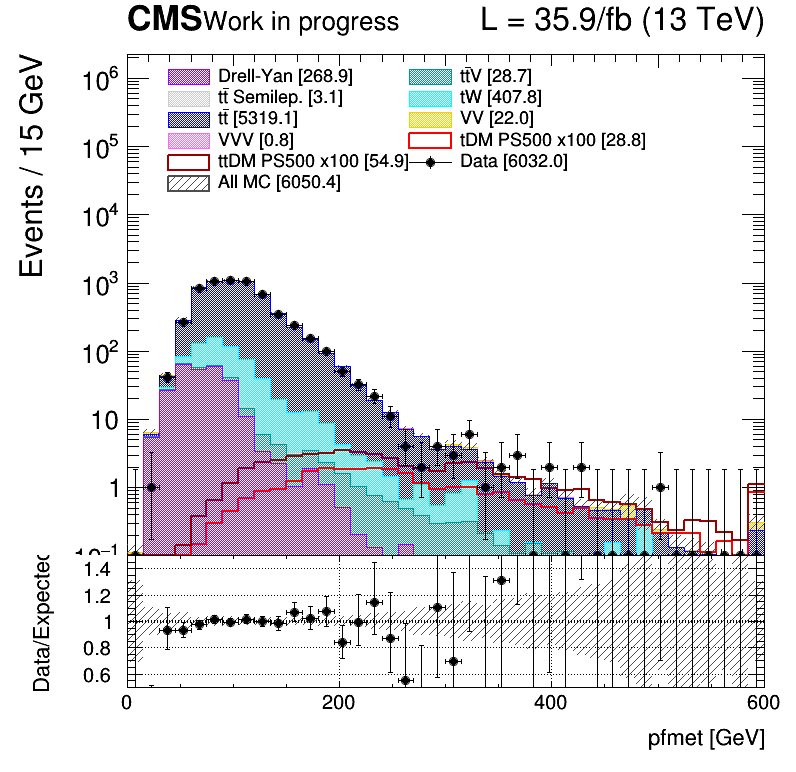 CMS Work in progress L = 35.9/fb (13 TeV)
Events / 15 GeV
Drell-Yan [268.9] tt̄V [28.7]
tt̄ Semilep. [3.1] tW [407.8]
tt̄ [5319.1] VV [22.0]
VVV [0.8] tDM PS500 x100 [28.8]
ttDM PS500 x100 [54.9] Data [6032.0]
All MC [6050.4]
10⁶
10⁵
10⁴
10³
10²
10
1
10⁻¹
Data/Expected
1.4
1.2
1
0.8
0.6
0 200 400 600
pfmet [GeV]